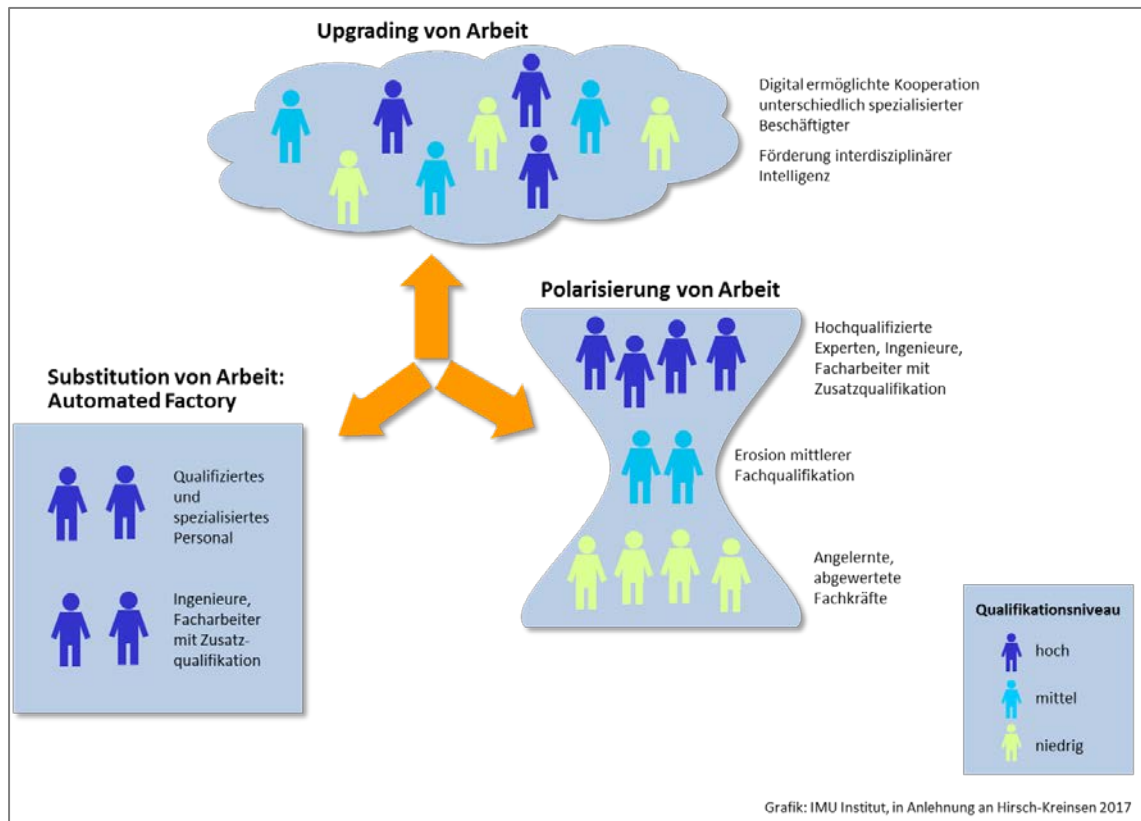 Upgrading von Arbeit
Digital ermöglichte Kooperation
unterschiedlich spezialisierter
Beschäftigter
Förderung interdisziplinärer
Intelligenz
Polarisierung von Arbeit
Hochqualifizierte
Experten, Ingenieure,
Facharbeiter mit
Zusatzqualifikation
Erosion mittlerer
Fachqualifikation
Angelernte,
abgewertete
Fachkräfte
Substitution von Arbeit:
Automated Factory
Qualifiziertes
und
spezialisiertes
Personal
Ingenieure,
Facharbeiter
mit Zusatz-
qualifikation
Qualifikationsniveau
hoch
mittel
niedrig
Grafik: IMU Institut, in Anlehnung an Hirsch-Kreinsen 2017